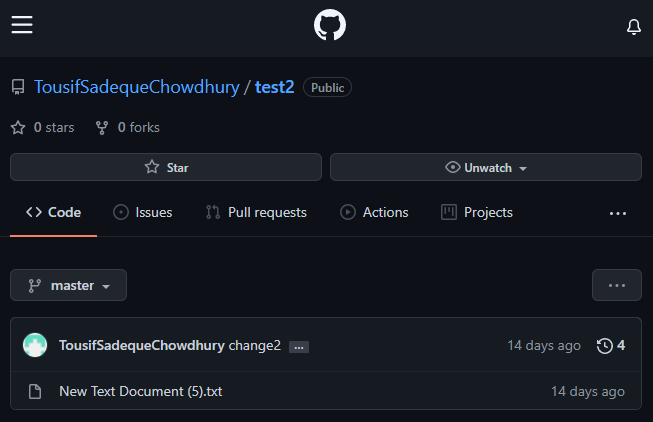 TousifSadequeChowdhury / test2 Public
0 stars 0 forks
Star Unwatch
Code Issues Pull requests Actions Projects ...
master ...
TousifSadequeChowdhury change2 ... 14 days ago 4
New Text Document (5).txt 14 days ago